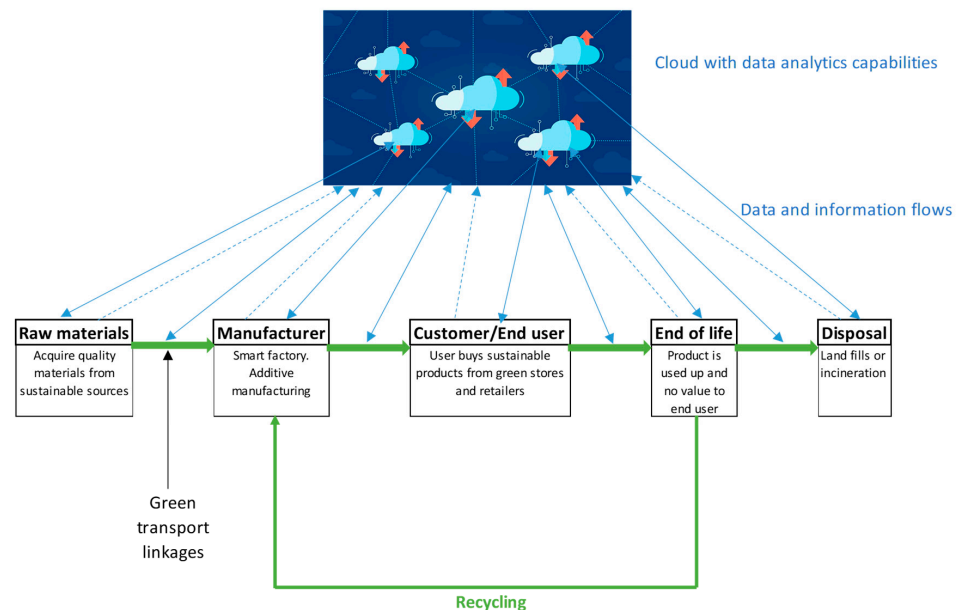 Cloud with data analytics capabilities
Data and information flows
Raw materials
Acquire quality
materials from
sustainable sources
Manufacturer
Smart factory.
Additive
manufacturing
Customer/End user
User buys sustainable
products from green stores
and retailers
End of life
Product is
used up and
no value to
end user
Disposal
Land fills or
incineration
Green
transport
linkages
Recycling